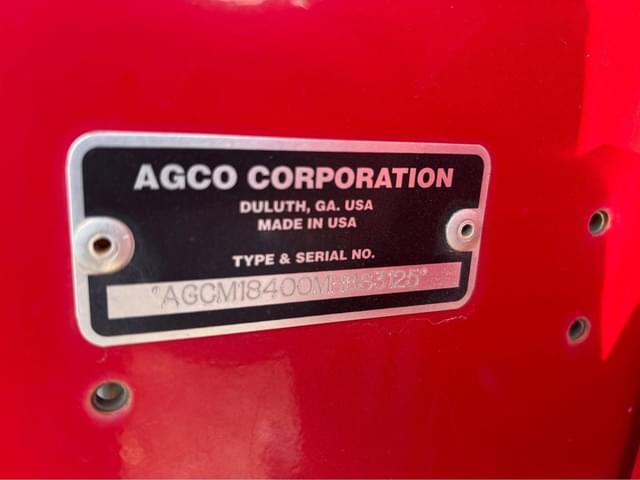 AGCO CORPORATION
DULUTH, GA. USA
MADE IN USA
TYPE & SERIAL NO.